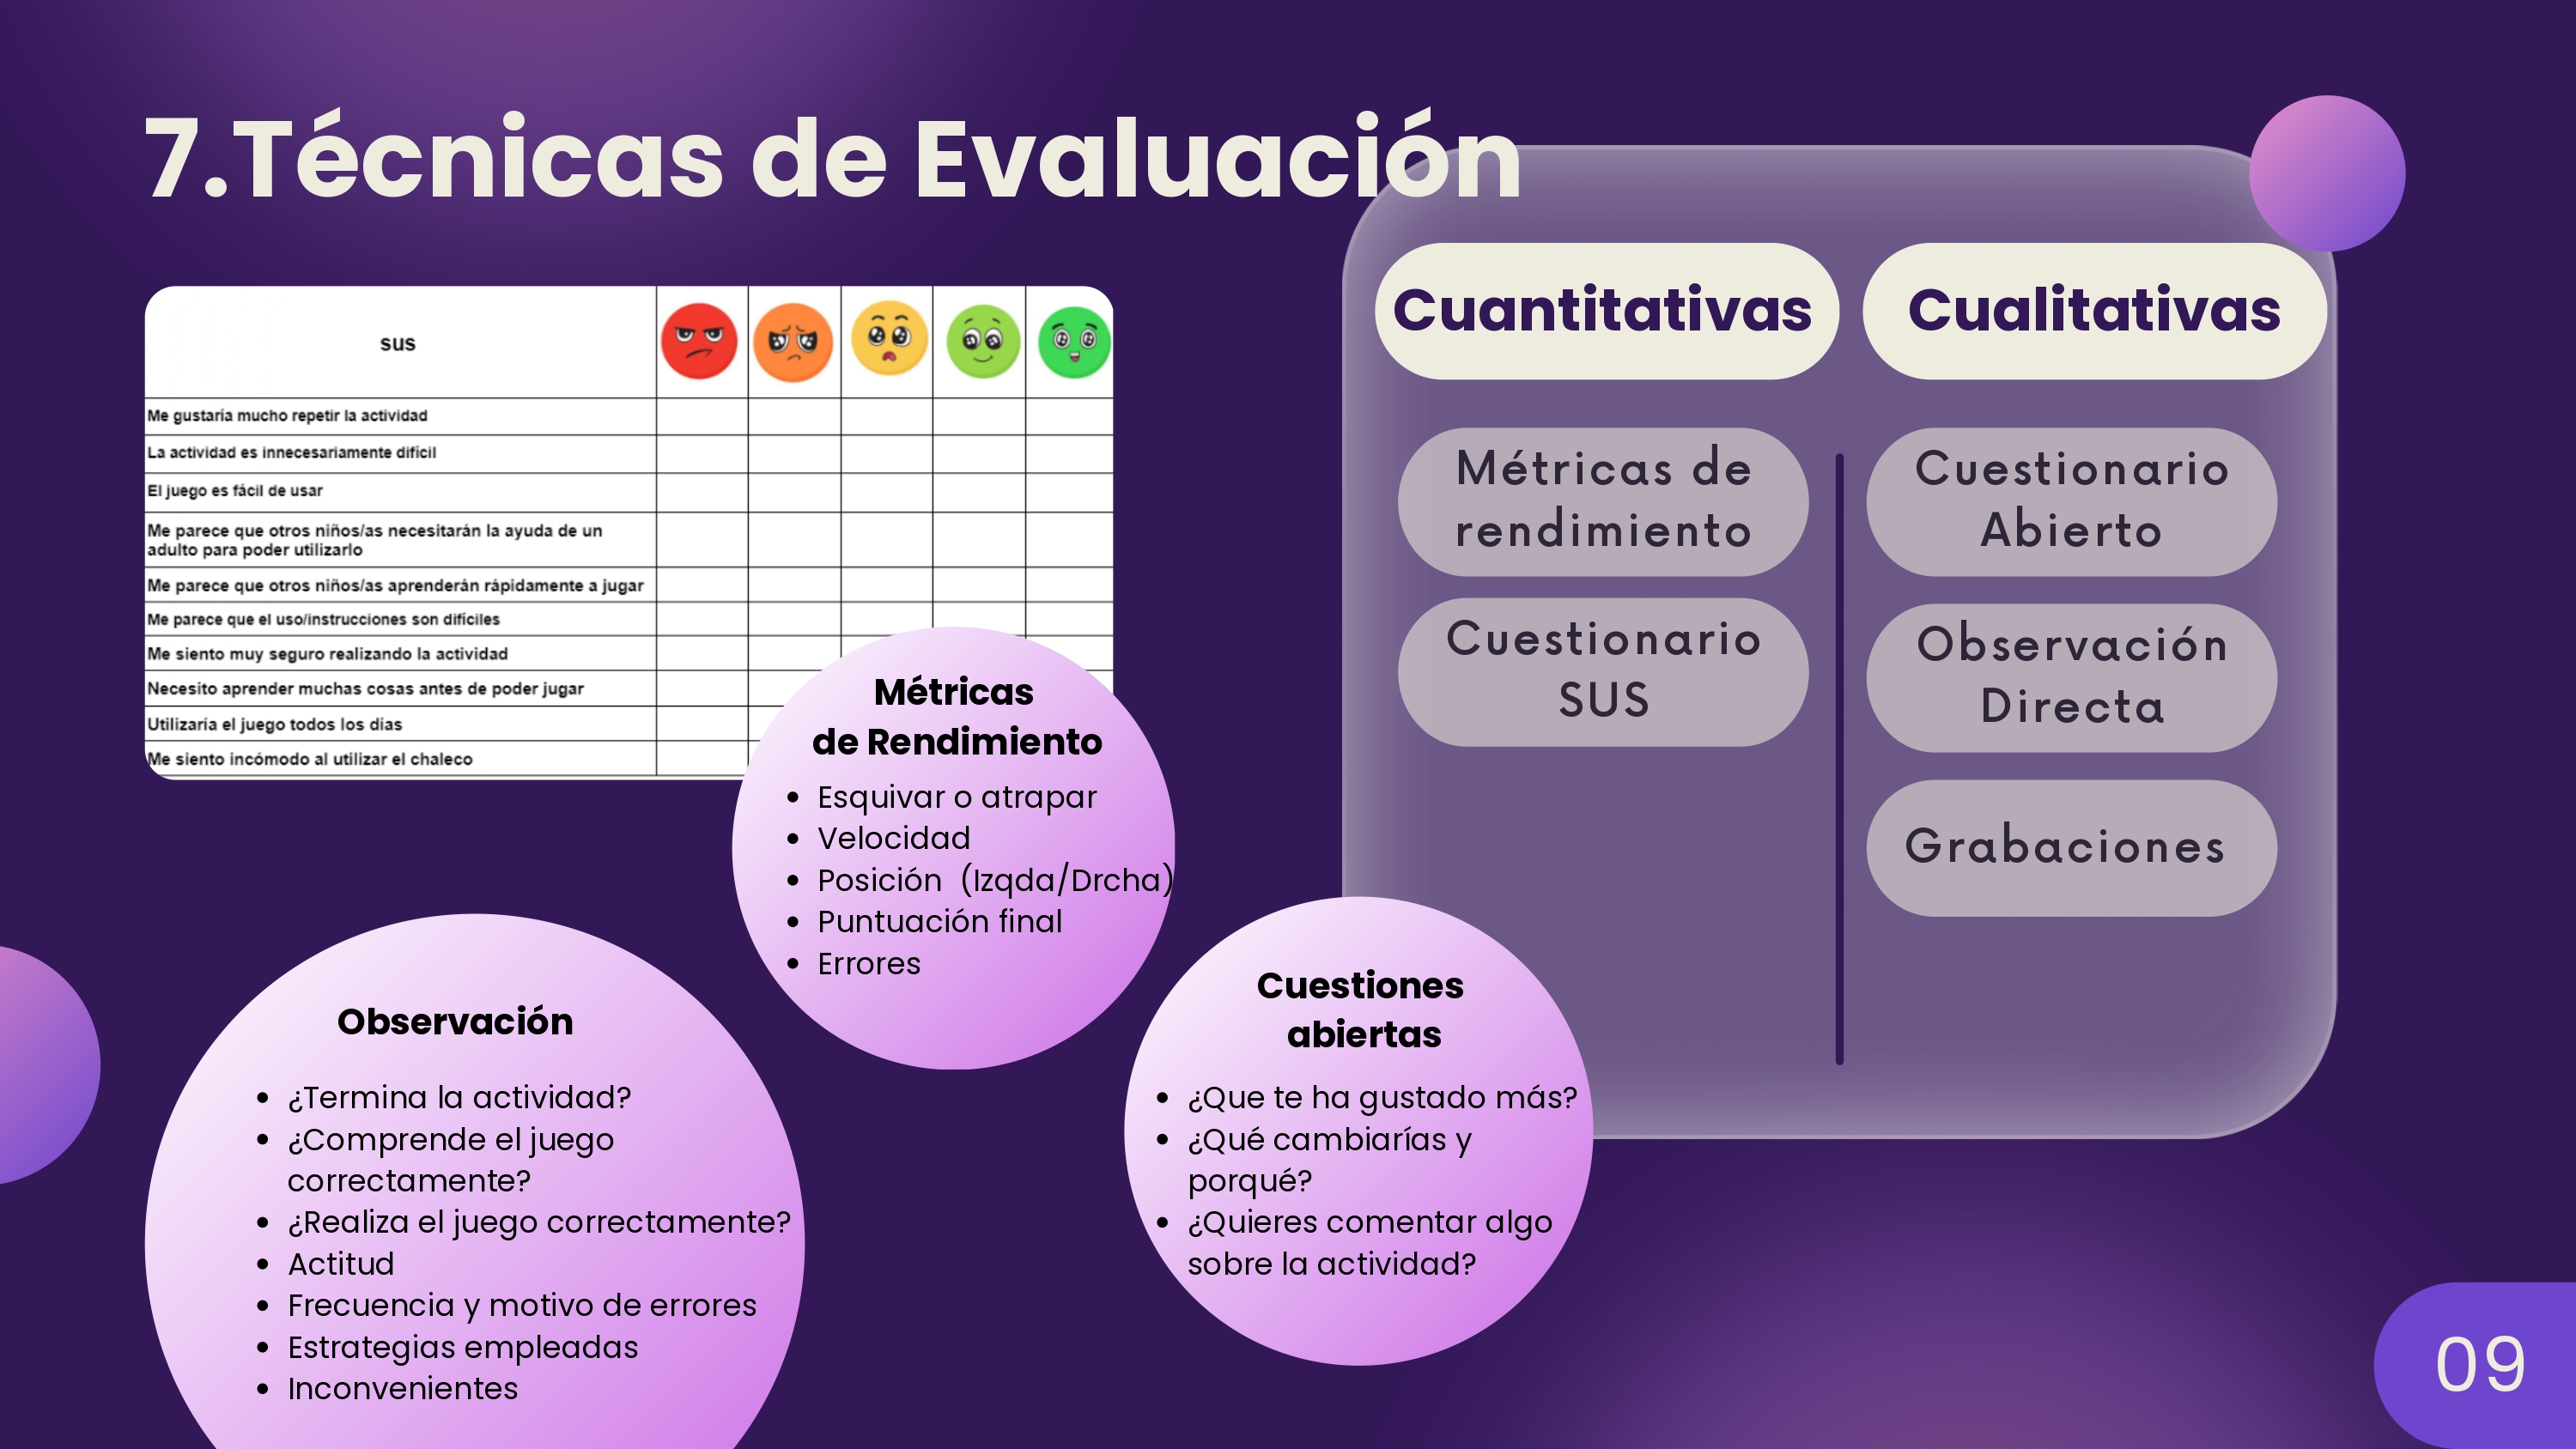 7.Técnicas de Evaluación
sus
Me gustaría mucho repetir la actividad
La actividad es innecesariamente difícil
El juego es fácil de usar
Me parece que otros niños/as necesitarán la ayuda de un
adulto para poder utilizarlo
Me parece que otros niños/as aprenderán rápidamente a jugar
Me parece que el uso/instrucciones son difíciles
Me siento muy seguro realizando la actividad
Necesito aprender muchas cosas antes de poder jugar
Utilizaría el juego todos los días
Me siento incómodo al utilizar el chaleco
Métricas
de Rendimiento
• Esquivar o atrapar
• Velocidad
• Posición (Izqda/Drcha)
• Puntuación final
• Errores
Observación
• ¿Termina la actividad?
• ¿Comprende el juego
correctamente?
• ¿Realiza el juego correctamente?
• Actitud
• Frecuencia y motivo de errores
• Estrategias empleadas
• Inconvenientes
Cuestiones
abiertas
• ¿Que te ha gustado más?
• ¿Qué cambiarías y
porqué?
• ¿Quieres comentar algo
sobre la actividad?
Cuantitativas
Métricas de
rendimiento
Cuestionario
SUS
Cualitativas
Cuestionario
Abierto
Observación
Directa
Grabaciones
09